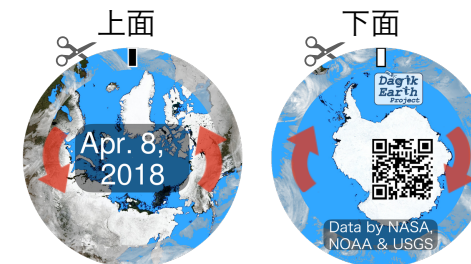 上面
下面
Dagik
Earth
Project
Apr. 8,
2018
Data by NASA,
NOAA & USGS